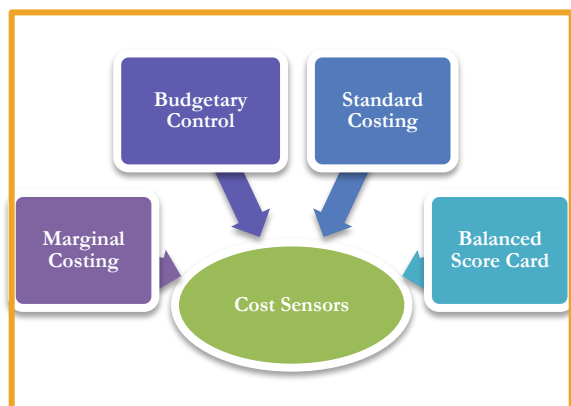 Budgetary
Control
Standard
Costing
Marginal
Costing
Balanced
Score Card
Cost Sensors